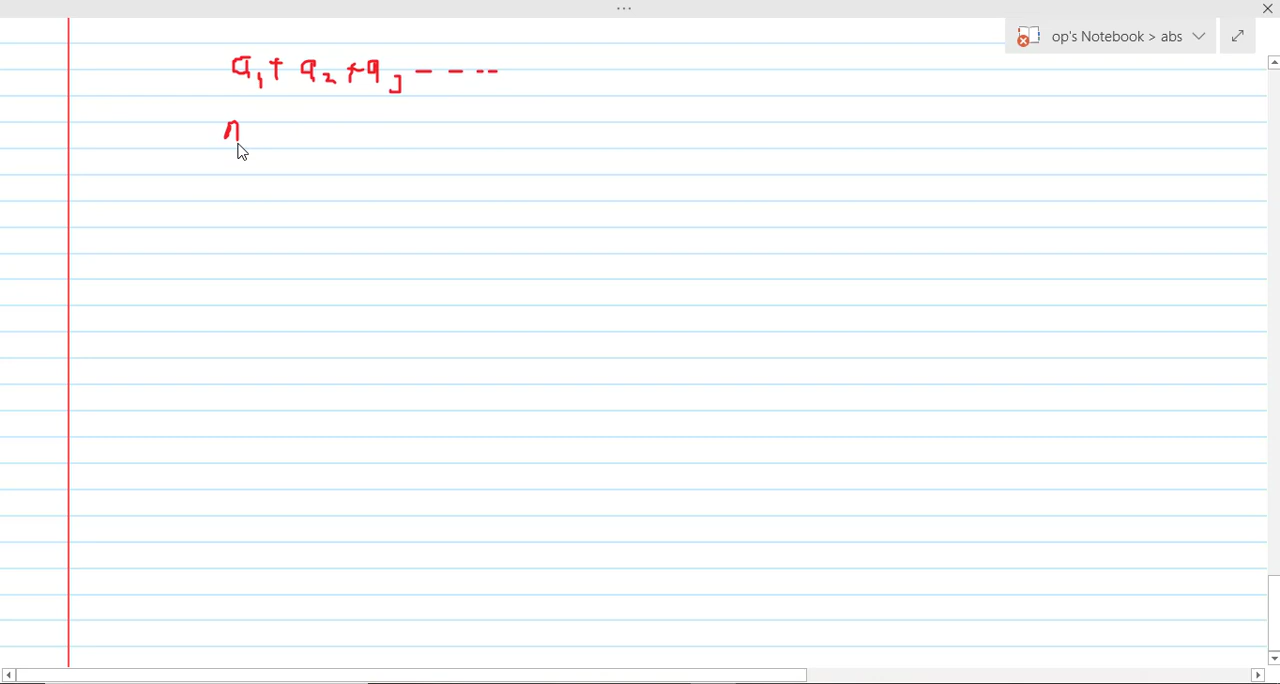 op's Notebook > abs
a₁ + a₂ + a₃ - - - -
n